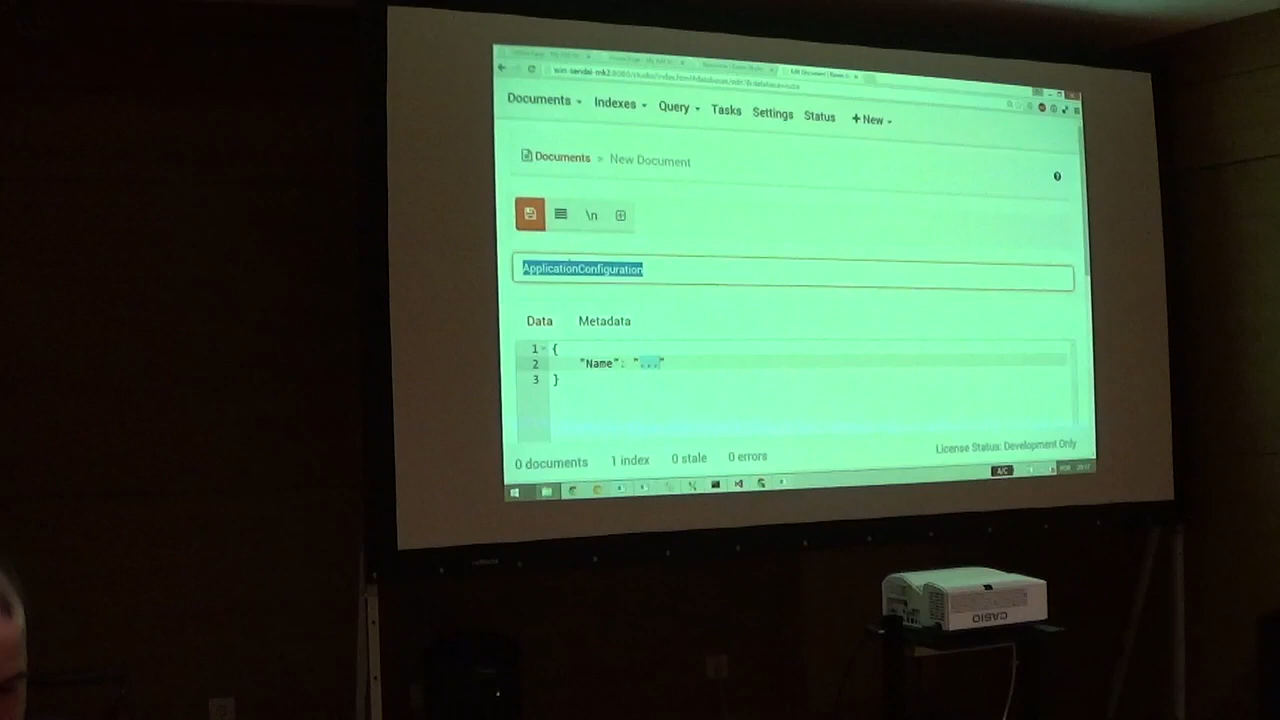 Documents Indexes Query Tasks Settings Status + New
Documents > New Document
\n
ApplicationConfiguration
Data Metadata
1 {
2 "Name": "..."
3 }
0 documents 1 index 0 stale 0 errors
License Status: Development Only
A/C
CASIO